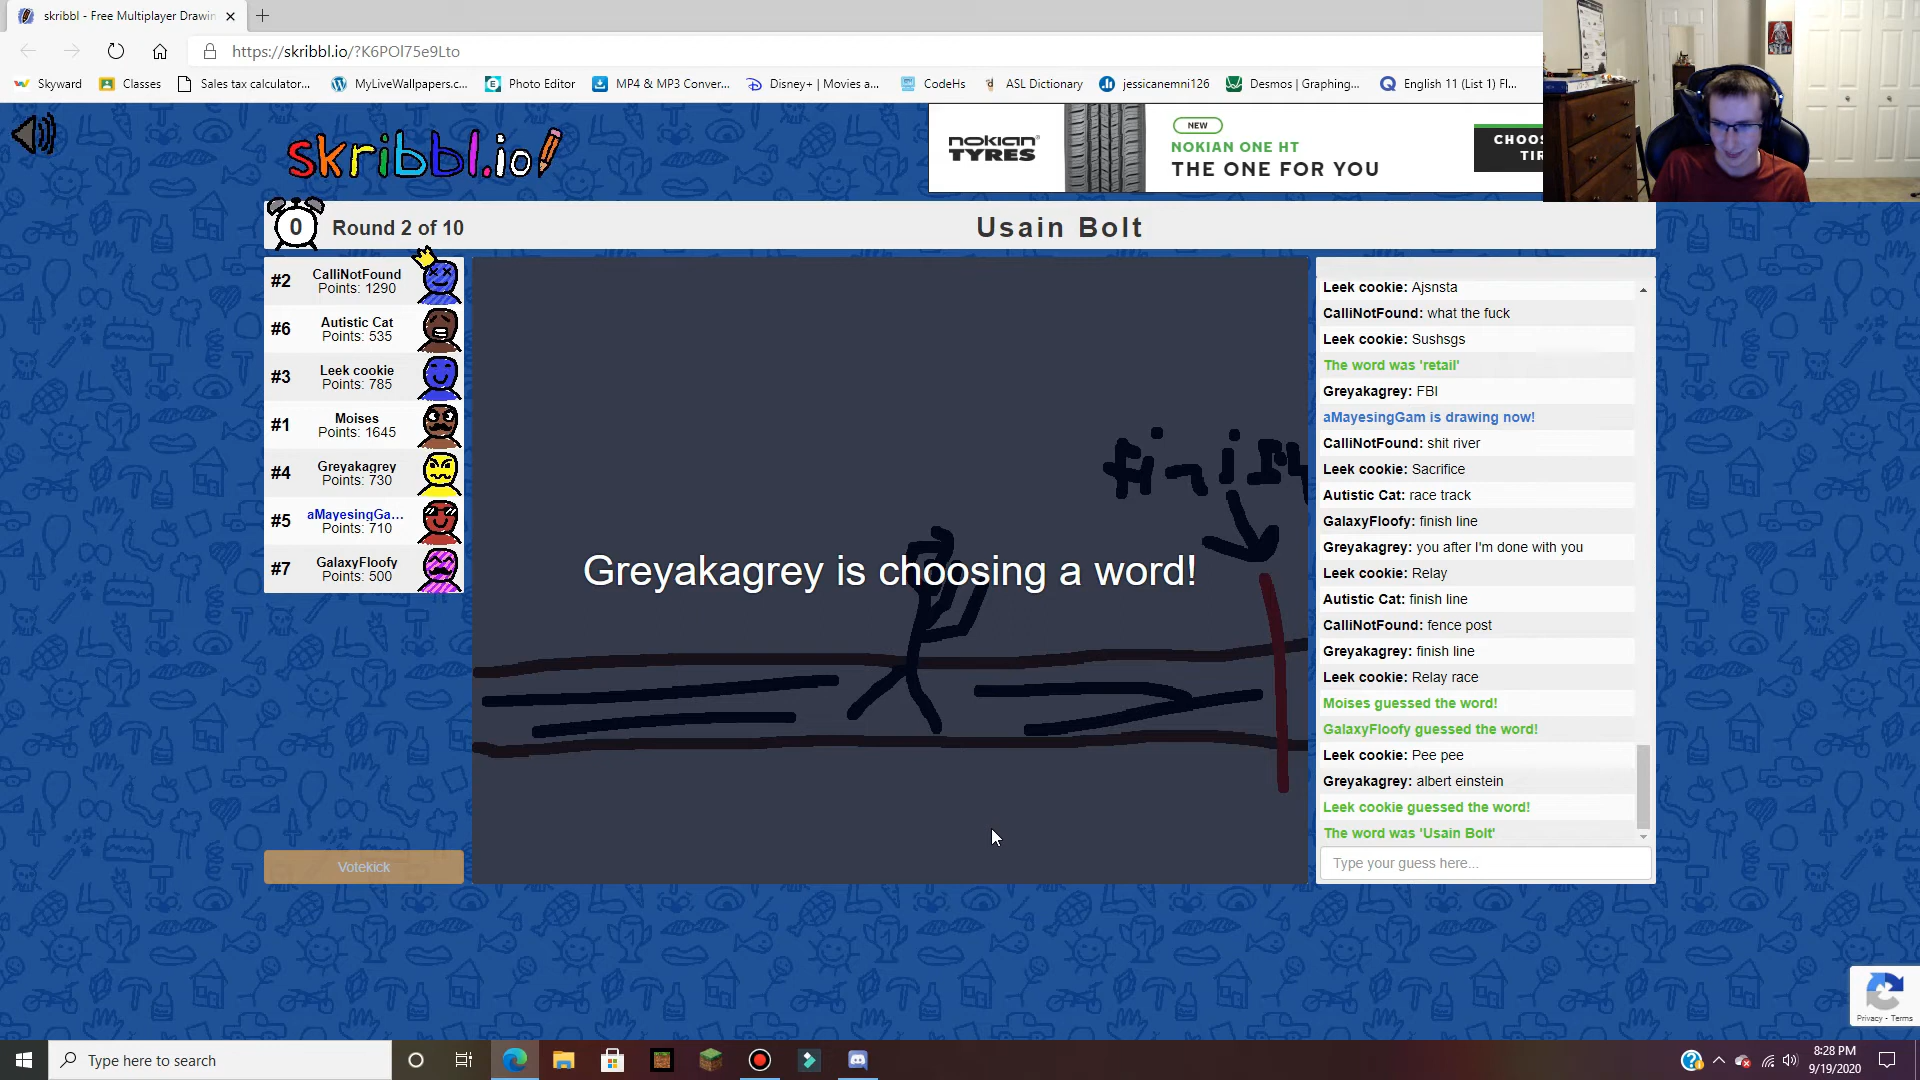 skribbl - Free Multiplayer Drawin
https://skribbl.io/?K6POl75e9Lto
Skyward
Classes
Sales tax calculator...
MyLiveWallpapers.c...
Photo Editor
MP4 & MP3 Conver...
Disney+ | Movies a...
CodeHs
ASL Dictionary
jessicanemni126
Desmos | Graphing...
English 11 (List 1) Fl...
skribbl.io
nokian TYRES
NEW
NOKIAN ONE HT
THE ONE FOR YOU
CHOOS
TIR
0
Round 2 of 10
Usain Bolt
#2
CalliNotFound
Points: 1290
#6
Autistic Cat
Points: 535
#3
Leek cookie
Points: 785
#1
Moises
Points: 1645
#4
Greyakagrey
Points: 730
#5
aMayesingGa...
Points: 710
#7
GalaxyFloofy
Points: 500
Votekick
finish
Greyakagrey is choosing a word!
Leek cookie: Ajsnsta
CalliNotFound: what the fuck
Leek cookie: Sushsgs
The word was 'retail'
Greyakagrey: FBI
aMayesingGam is drawing now!
CalliNotFound: shit river
Leek cookie: Sacrifice
Autistic Cat: race track
GalaxyFloofy: finish line
Greyakagrey: you after I'm done with you
Leek cookie: Relay
Autistic Cat: finish line
CalliNotFound: fence post
Greyakagrey: finish line
Leek cookie: Relay race
Moises guessed the word!
GalaxyFloofy guessed the word!
Leek cookie: Pee pee
Greyakagrey: albert einstein
Leek cookie guessed the word!
The word was 'Usain Bolt'
Type your guess here...
Privacy - Terms
Type here to search
8:28 PM
9/19/2020